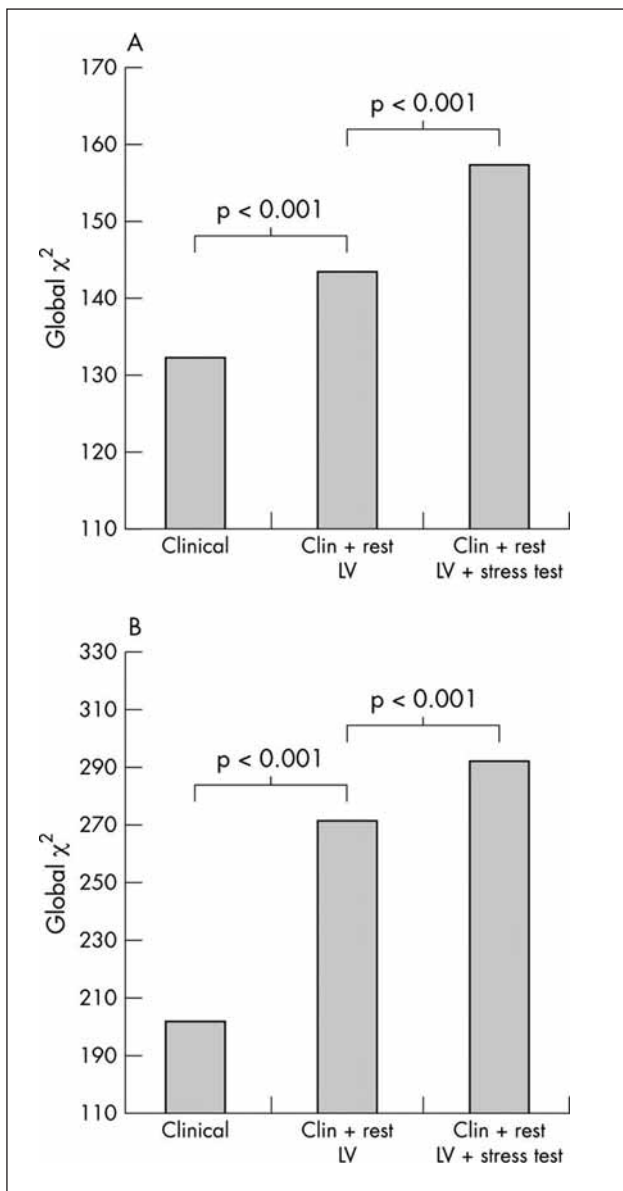 A
170
160
150
140
130
120
110
Global χ²
p < 0.001
p < 0.001
Clinical
Clin + rest
LV
Clin + rest
LV + stress test
B
330
310
290
270
250
230
210
190
110
Global χ²
p < 0.001
p < 0.001
Clinical
Clin + rest
LV
Clin + rest
LV + stress test